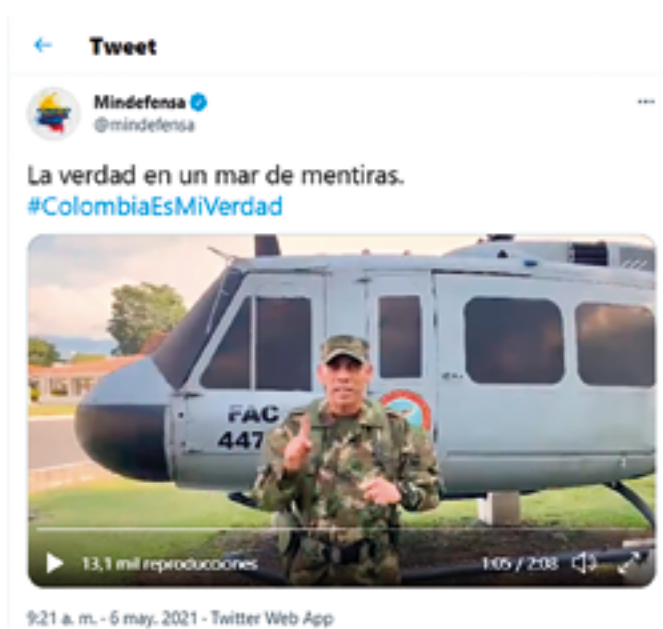 Tweet
Mindefensa
@mindefensa
La verdad en un mar de mentiras.
#ColombiaEsMiVerdad
FAC
447
13,1 mil reproducciones
1:05 / 2:08
9:21 a. m. - 6 may. 2021 - Twitter Web App